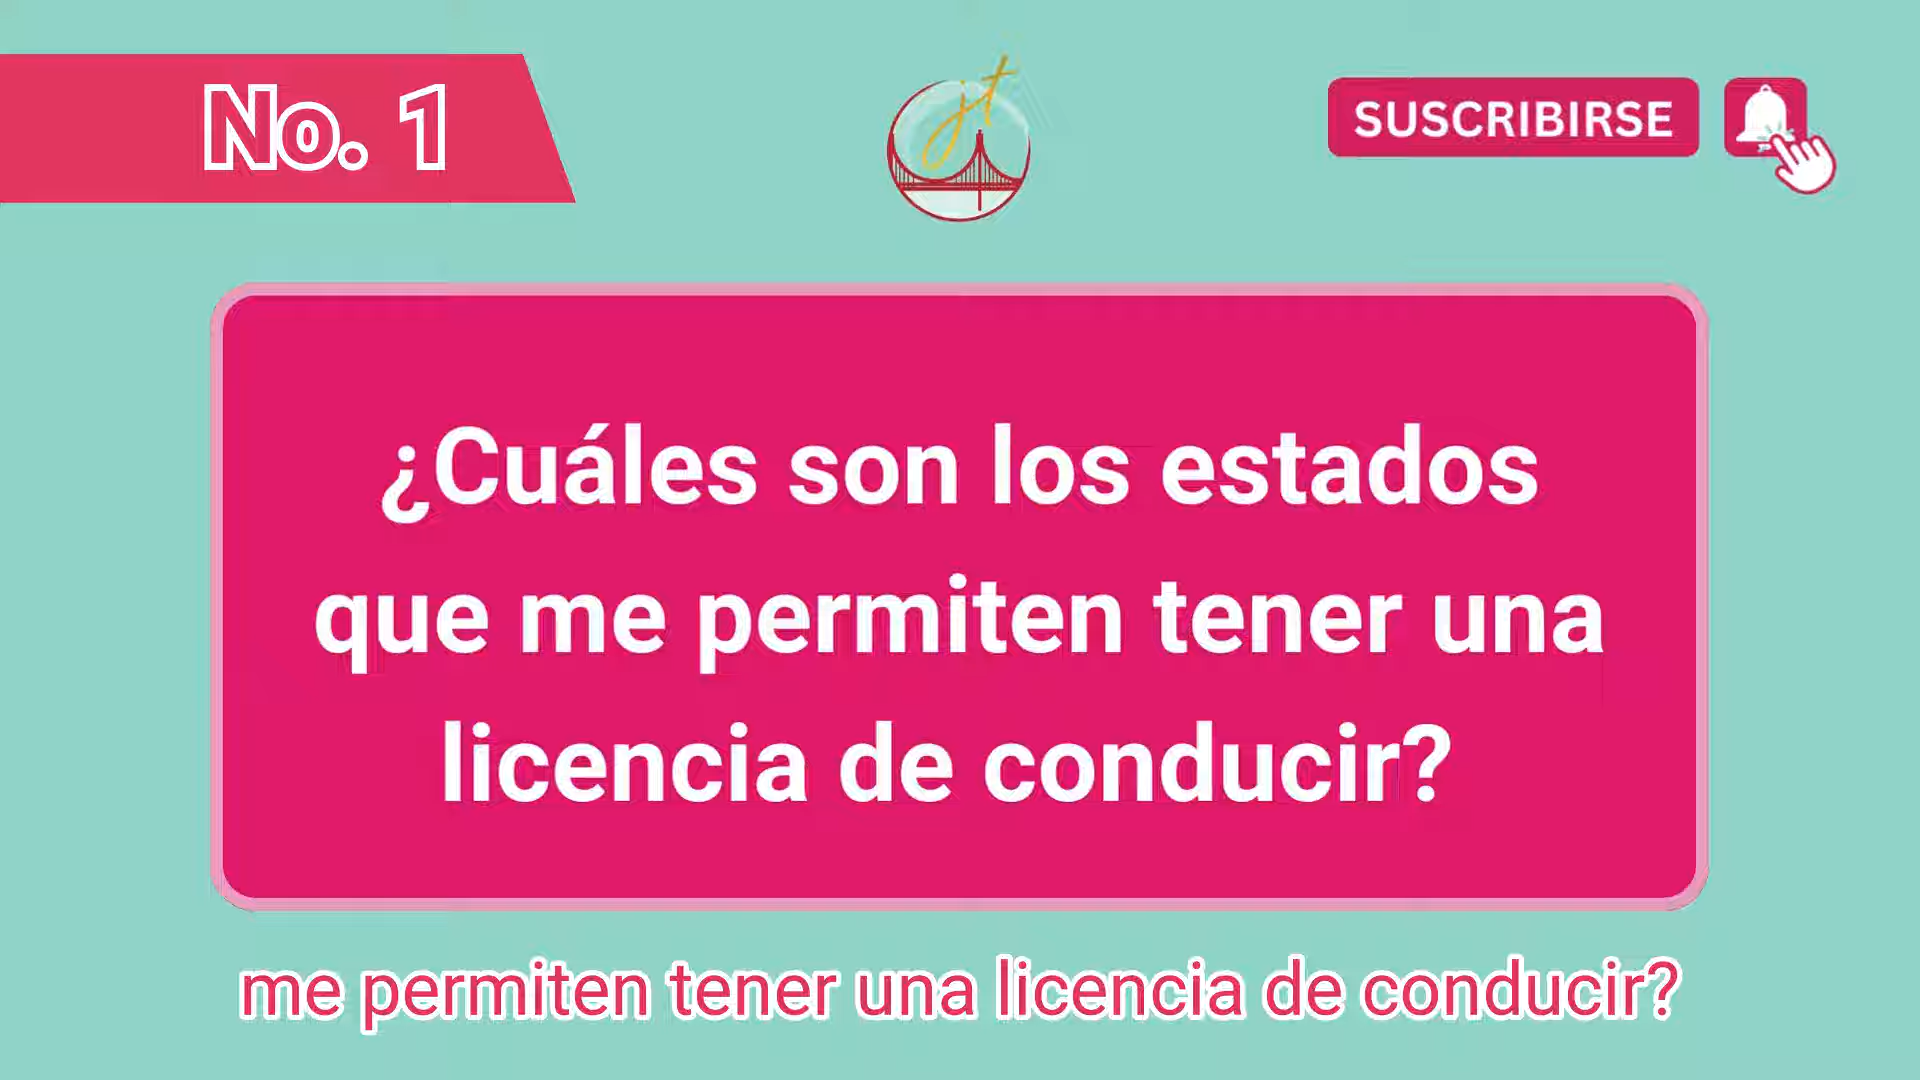 No. 1
jt
SUSCRIBIRSE
¿Cuáles son los estados
que me permiten tener una
licencia de conducir?
me permiten tener una licencia de conducir?